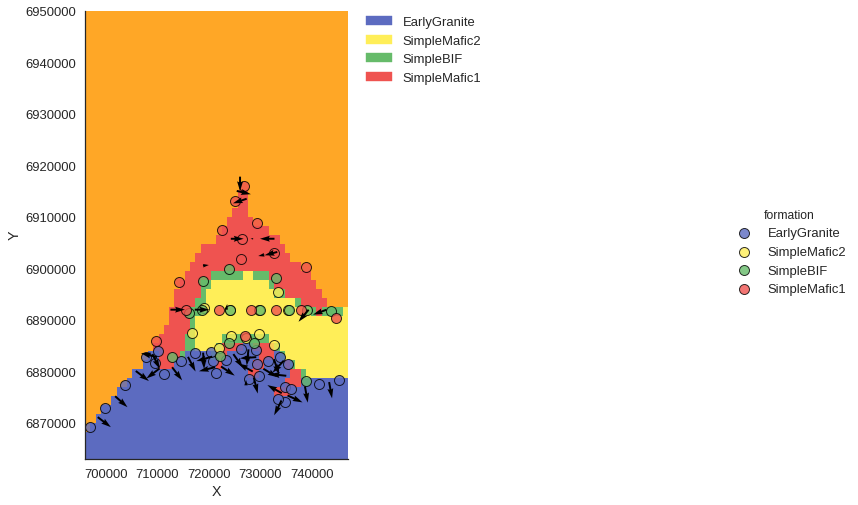 6950000
6940000
6930000
6920000
6910000
6900000
6890000
6880000
6870000
Y
700000 710000 720000 730000 740000
X
EarlyGranite
SimpleMafic2
SimpleBIF
SimpleMafic1
formation
EarlyGranite
SimpleMafic2
SimpleBIF
SimpleMafic1